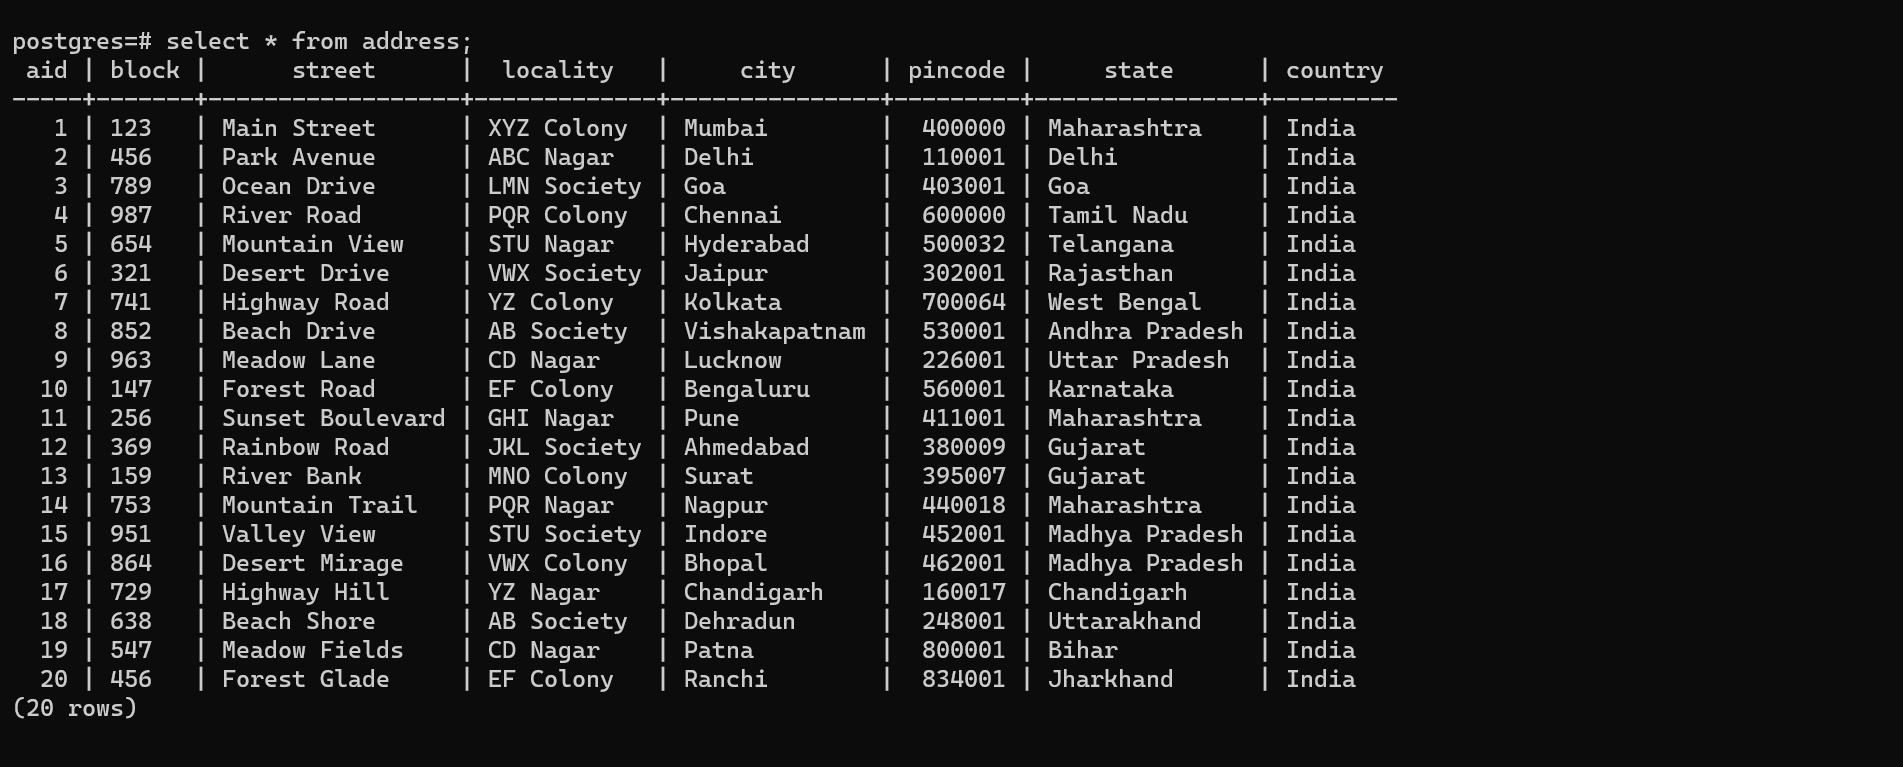 postgres=# select * from address;
 aid | block |      street      |  locality   |     city      | pincode |     state      | country
-----+-------+------------------+-------------+---------------+---------+----------------+---------
   1 | 123   | Main Street      | XYZ Colony  | Mumbai        |  400000 | Maharashtra    | India
   2 | 456   | Park Avenue      | ABC Nagar   | Delhi         |  110001 | Delhi          | India
   3 | 789   | Ocean Drive      | LMN Society | Goa           |  403001 | Goa            | India
   4 | 987   | River Road       | PQR Colony  | Chennai       |  600000 | Tamil Nadu     | India
   5 | 654   | Mountain View    | STU Nagar   | Hyderabad     |  500032 | Telangana      | India
   6 | 321   | Desert Drive     | VWX Society | Jaipur        |  302001 | Rajasthan      | India
   7 | 741   | Highway Road     | YZ Colony   | Kolkata       |  700064 | West Bengal    | India
   8 | 852   | Beach Drive      | AB Society  | Vishakapatnam |  530001 | Andhra Pradesh | India
   9 | 963   | Meadow Lane      | CD Nagar    | Lucknow       |  226001 | Uttar Pradesh  | India
  10 | 147   | Forest Road      | EF Colony   | Bengaluru     |  560001 | Karnataka      | India
  11 | 256   | Sunset Boulevard | GHI Nagar   | Pune          |  411001 | Maharashtra    | India
  12 | 369   | Rainbow Road     | JKL Society | Ahmedabad     |  380009 | Gujarat        | India
  13 | 159   | River Bank       | MNO Colony  | Surat         |  395007 | Gujarat        | India
  14 | 753   | Mountain Trail   | PQR Nagar   | Nagpur        |  440018 | Maharashtra    | India
  15 | 951   | Valley View      | STU Society | Indore        |  452001 | Madhya Pradesh | India
  16 | 864   | Desert Mirage    | VWX Colony  | Bhopal        |  462001 | Madhya Pradesh | India
  17 | 729   | Highway Hill     | YZ Nagar    | Chandigarh    |  160017 | Chandigarh     | India
  18 | 638   | Beach Shore      | AB Society  | Dehradun      |  248001 | Uttarakhand    | India
  19 | 547   | Meadow Fields    | CD Nagar    | Patna         |  800001 | Bihar          | India
  20 | 456   | Forest Glade     | EF Colony   | Ranchi        |  834001 | Jharkhand      | India
(20 rows)